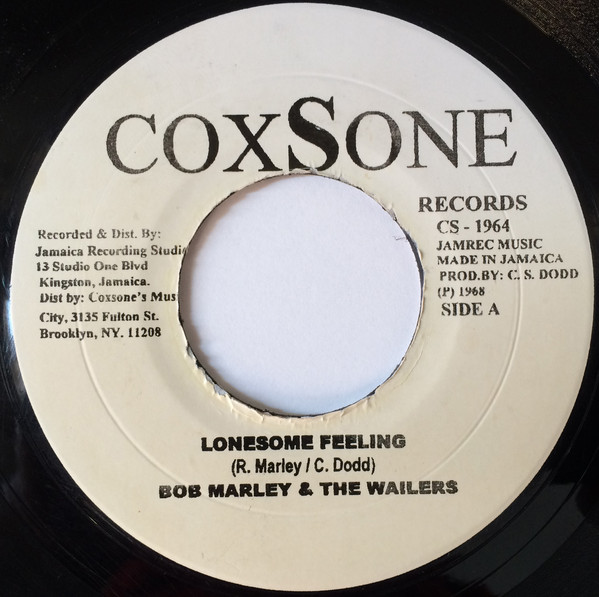 COXSONE
RECORDS
CS - 1964
JAMREC MUSIC
MADE IN JAMAICA
PROD.BY: C. S. DODD
(P) 1968
SIDE A
Recorded & Dist. By:
Jamaica Recording Studi
13 Studio One Blvd
Kingston, Jamaica.
Dist by: Coxsone's Mus
City, 3135 Fulton St.
Brooklyn, NY. 11208
LONESOME FEELING
(R. Marley / C. Dodd)
BOB MARLEY & THE WAILERS